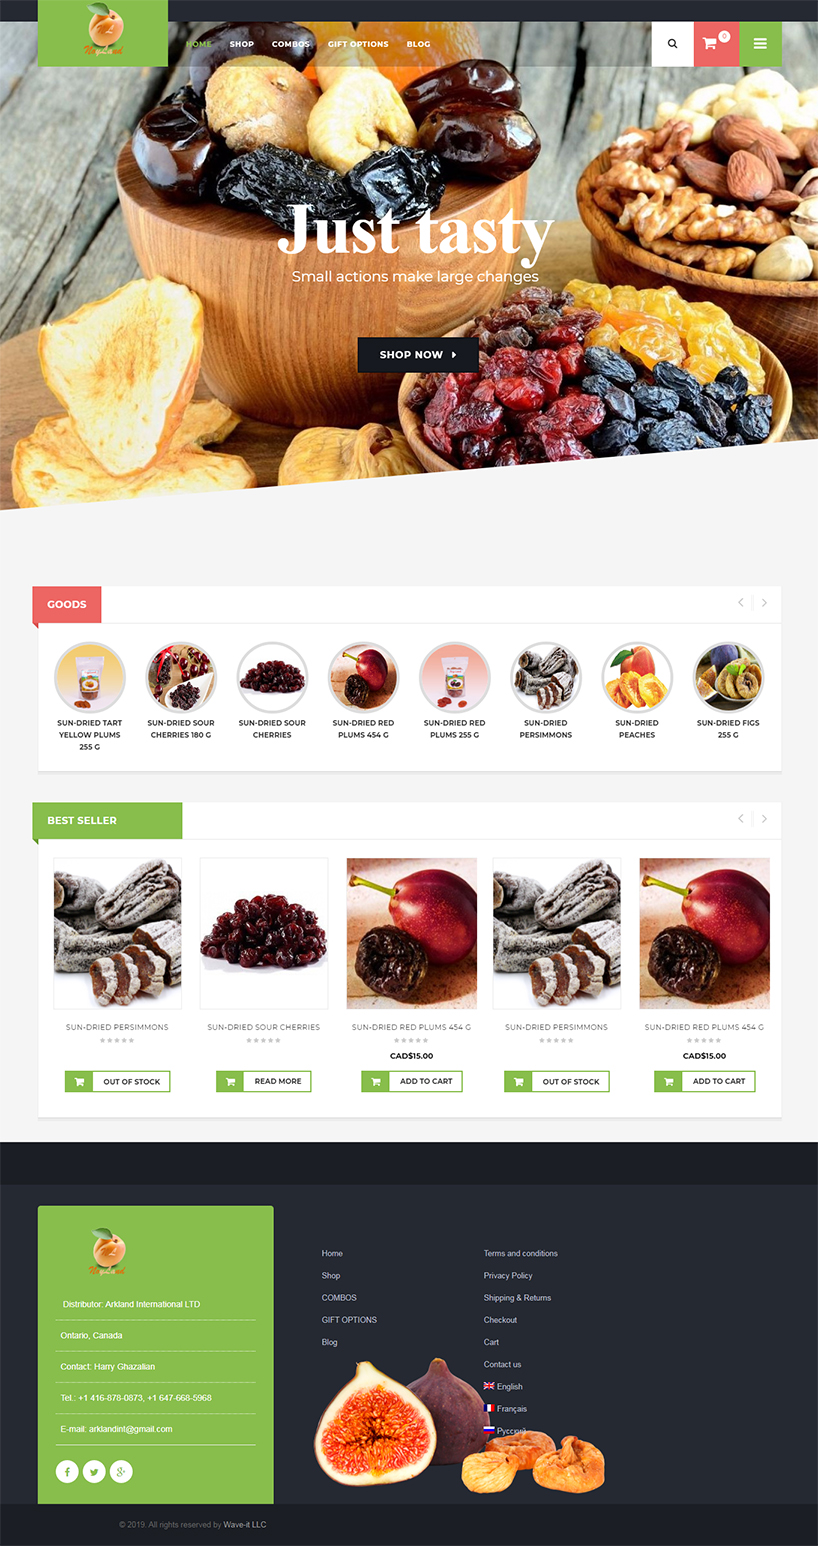 HOME SHOP COMBOS GIFT OPTIONS BLOG
0
Just tasty
Small actions make large changes
SHOP NOW
GOODS
SUN-DRIED TART
YELLOW PLUMS
255 G
SUN-DRIED SOUR
CHERRIES 180 G
SUN-DRIED SOUR
CHERRIES
SUN-DRIED RED
PLUMS 454 G
SUN-DRIED RED
PLUMS 255 G
SUN-DRIED
PERSIMMONS
SUN-DRIED
PEACHES
SUN-DRIED FIGS
255 G
BEST SELLER
SUN-DRIED PERSIMMONS
OUT OF STOCK
SUN-DRIED SOUR CHERRIES
READ MORE
SUN-DRIED RED PLUMS 454 G
CAD$15.00
ADD TO CART
SUN-DRIED PERSIMMONS
OUT OF STOCK
SUN-DRIED RED PLUMS 454 G
CAD$15.00
ADD TO CART
Distributor: Arkland International LTD
Ontario, Canada
Contact: Harry Ghazalian
Tel.: +1 416-878-0873, +1 647-668-5968
E-mail: arklandint@gmail.com
Home
Shop
COMBOS
GIFT OPTIONS
Blog
Terms and conditions
Privacy Policy
Shipping & Returns
Checkout
Cart
Contact us
English
Français
Русский
© 2019. All rights reserved by Wave-it LLC